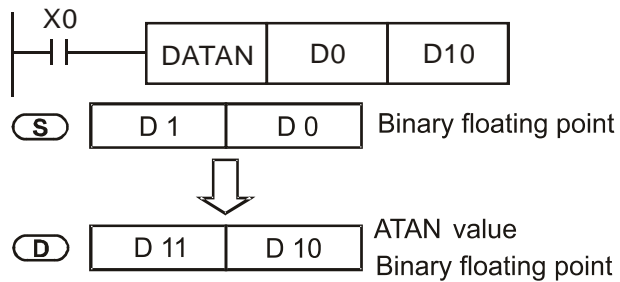 X0
DATAN D0 D10
S D 1 D 0 Binary floating point
D D 11 D 10 ATAN value
Binary floating point